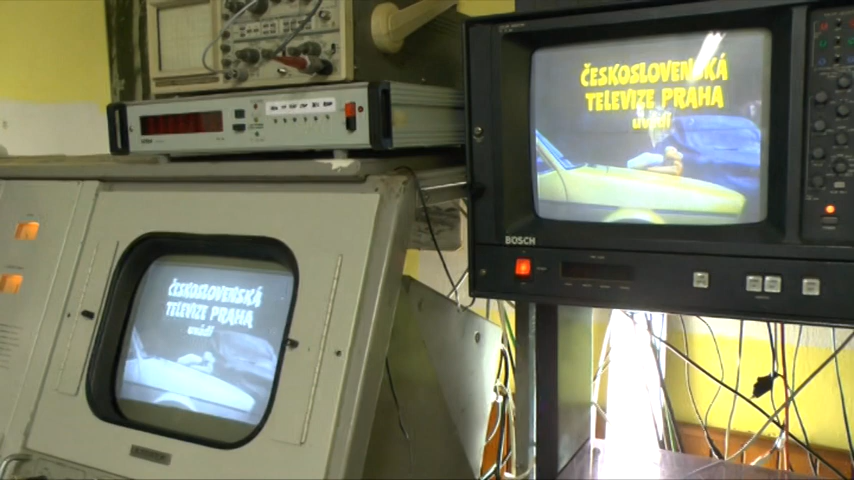 ČESKOSLOVENSKÁ
TELEVIZE PRAHA
uvádí
BOSCH
ČESKOSLOVENSKÁ
TELEVIZE PRAHA
uvádí